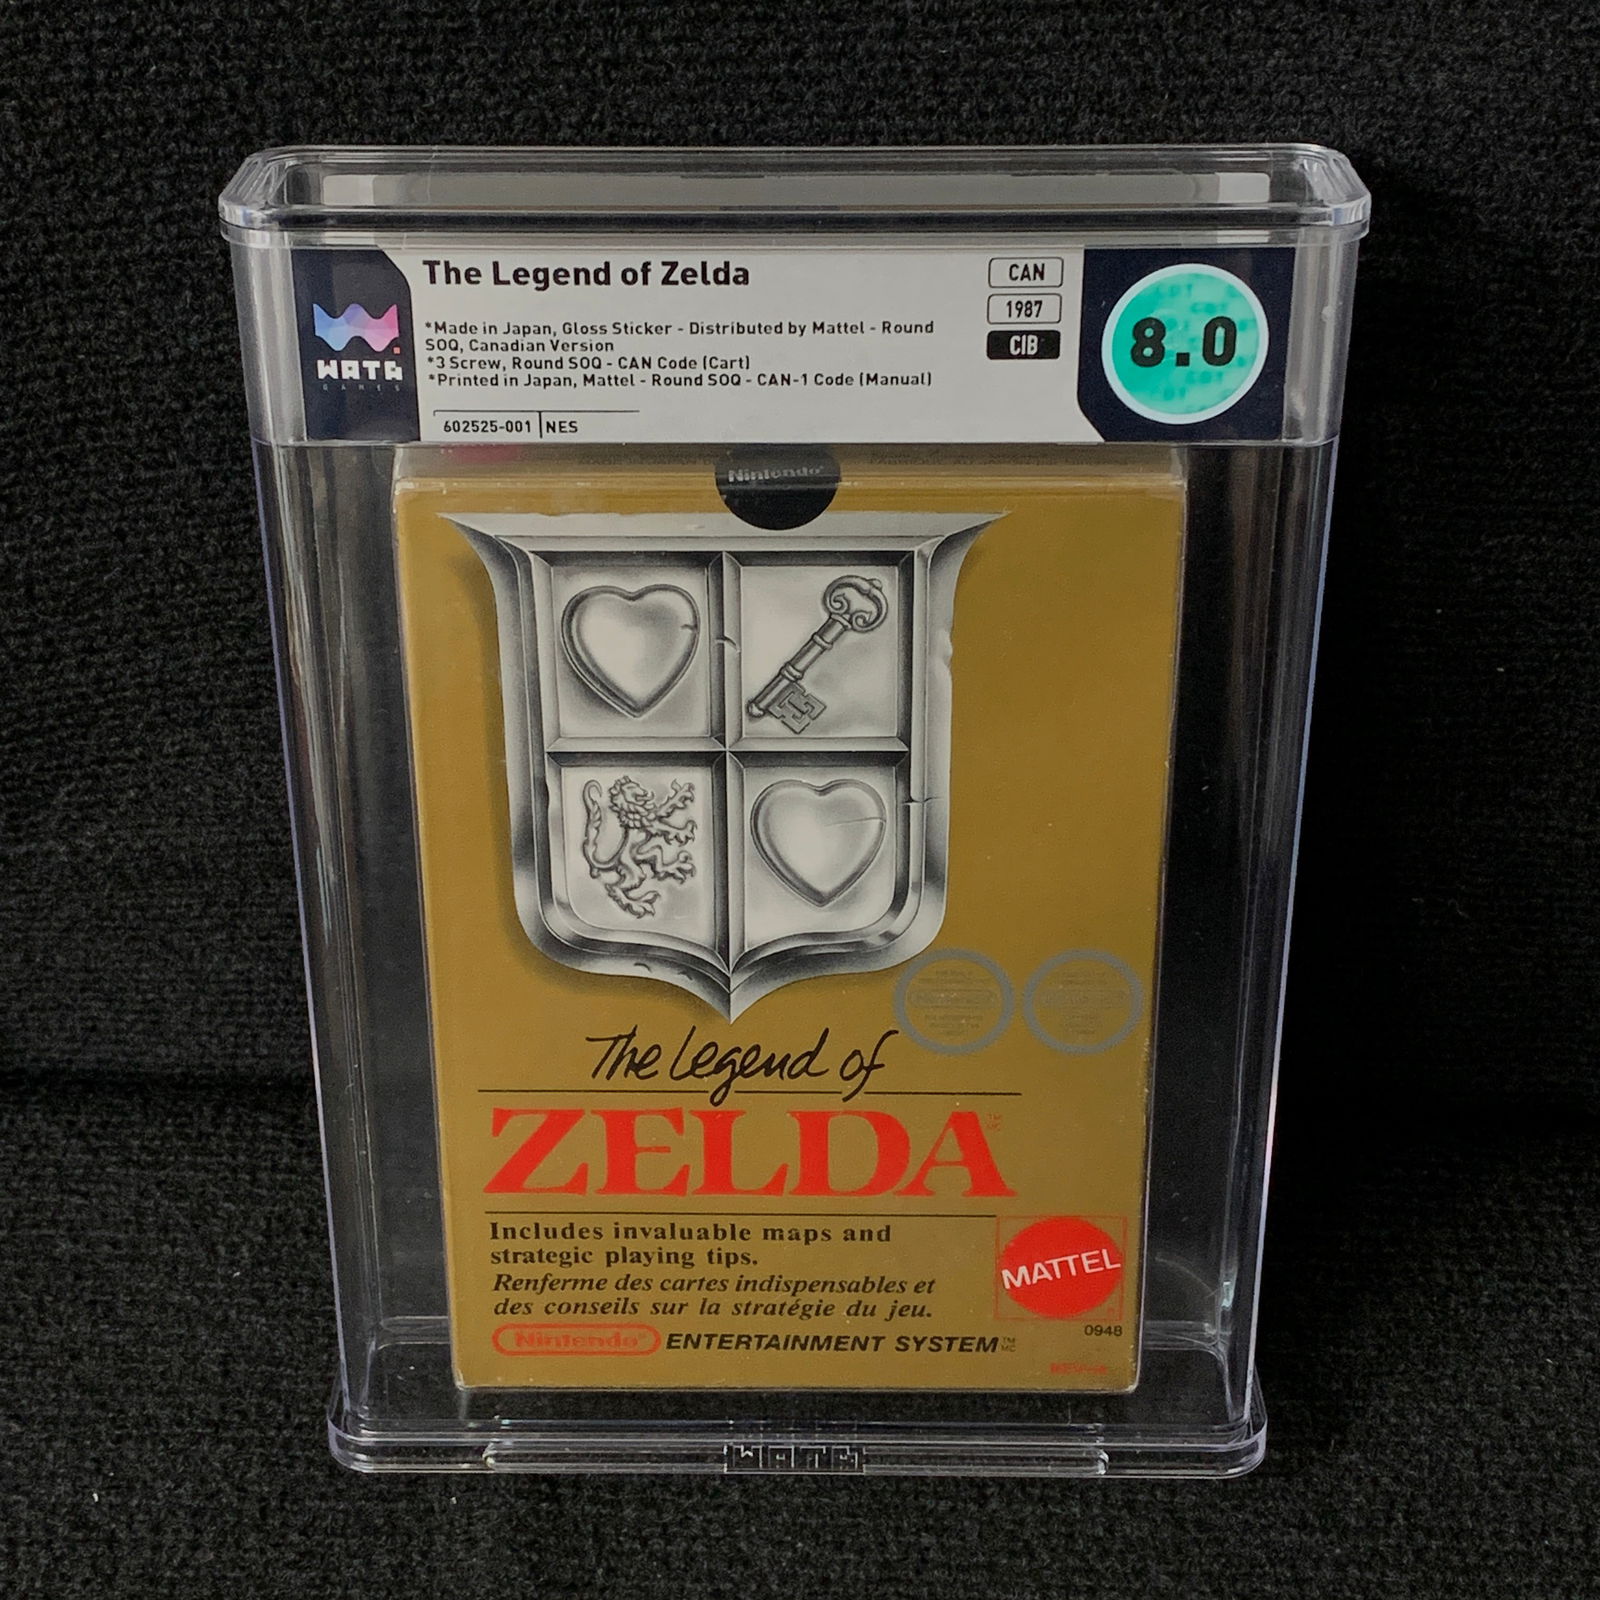 The Legend of Zelda
*Made in Japan, Gloss Sticker - Distributed by Mattel - Round
SOQ, Canadian Version
*3 Screw, Round SOQ - CAN Code (Cart)
*Printed in Japan, Mattel - Round SOQ - CAN-1 Code (Manual)
602525-001 NES
CAN
1987
CIB
8.0
WATA
GAMES
Nintendo®
The Legend of
ZELDA
Includes invaluable maps and
strategic playing tips.
Renferme des cartes indispensables et
des conseils sur la stratégie du jeu.
MATTEL
0948
Nintendo® ENTERTAINMENT SYSTEM TM MC
WATA